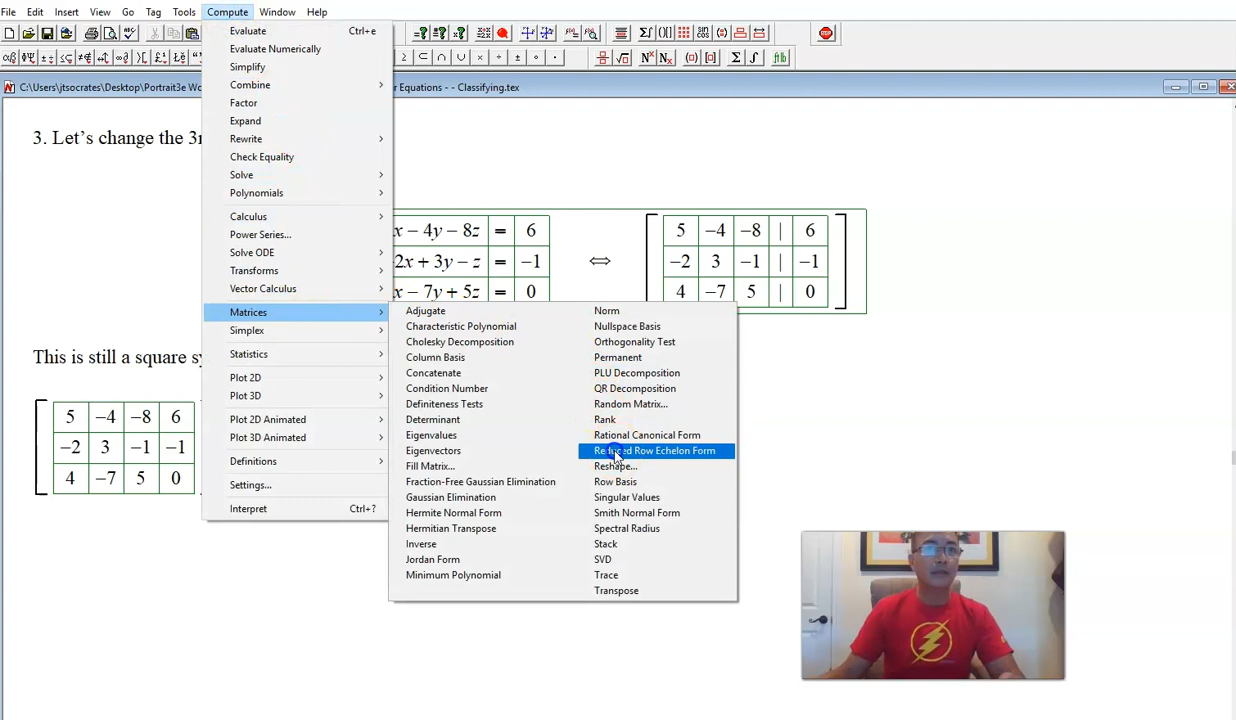 File Edit Insert View Go Tag Tools Compute Window Help
C:\Users\jtsocrates\Desktop\Portrait3e Wo
r Equations - - Classifying.tex
Evaluate Ctrl+e
Evaluate Numerically
Simplify
Combine
Factor
Expand
Rewrite
Check Equality
Solve
Polynomials
Calculus
Power Series...
Solve ODE
Transforms
Vector Calculus
Matrices
Simplex
Statistics
Plot 2D
Plot 3D
Plot 2D Animated
Plot 3D Animated
Definitions
Settings...
Interpret Ctrl+?
Adjugate
Characteristic Polynomial
Cholesky Decomposition
Column Basis
Concatenate
Condition Number
Definiteness Tests
Determinant
Eigenvalues
Eigenvectors
Fill Matrix...
Fraction-Free Gaussian Elimination
Gaussian Elimination
Hermite Normal Form
Hermitian Transpose
Inverse
Jordan Form
Minimum Polynomial
Norm
Nullspace Basis
Orthogonality Test
Permanent
PLU Decomposition
QR Decomposition
Random Matrix...
Rank
Rational Canonical Form
Reduced Row Echelon Form
Reshape...
Row Basis
Singular Values
Smith Normal Form
Spectral Radius
Stack
SVD
Trace
Transpose
3. Let’s change the 3r
x − 4y − 8z = 6 ⇔ 5 −4 −8 | 6
2x + 3y − z = −1 −2 3 −1 | −1
x − 7y + 5z = 0 4 −7 5 | 0
This is still a square sy
5 −4 −8 6
−2 3 −1 −1
4 −7 5 0